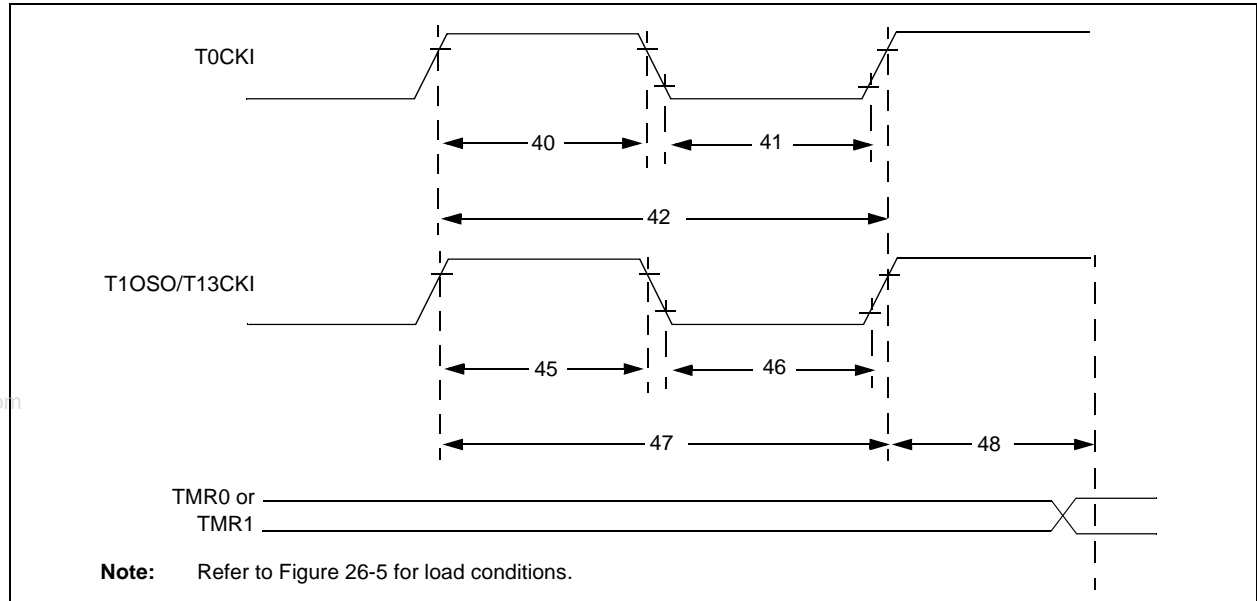 T0CKI
40
41
42
T1OSO/T13CKI
45
46
47
48
TMR0 or
TMR1
Note: Refer to Figure 26-5 for load conditions.